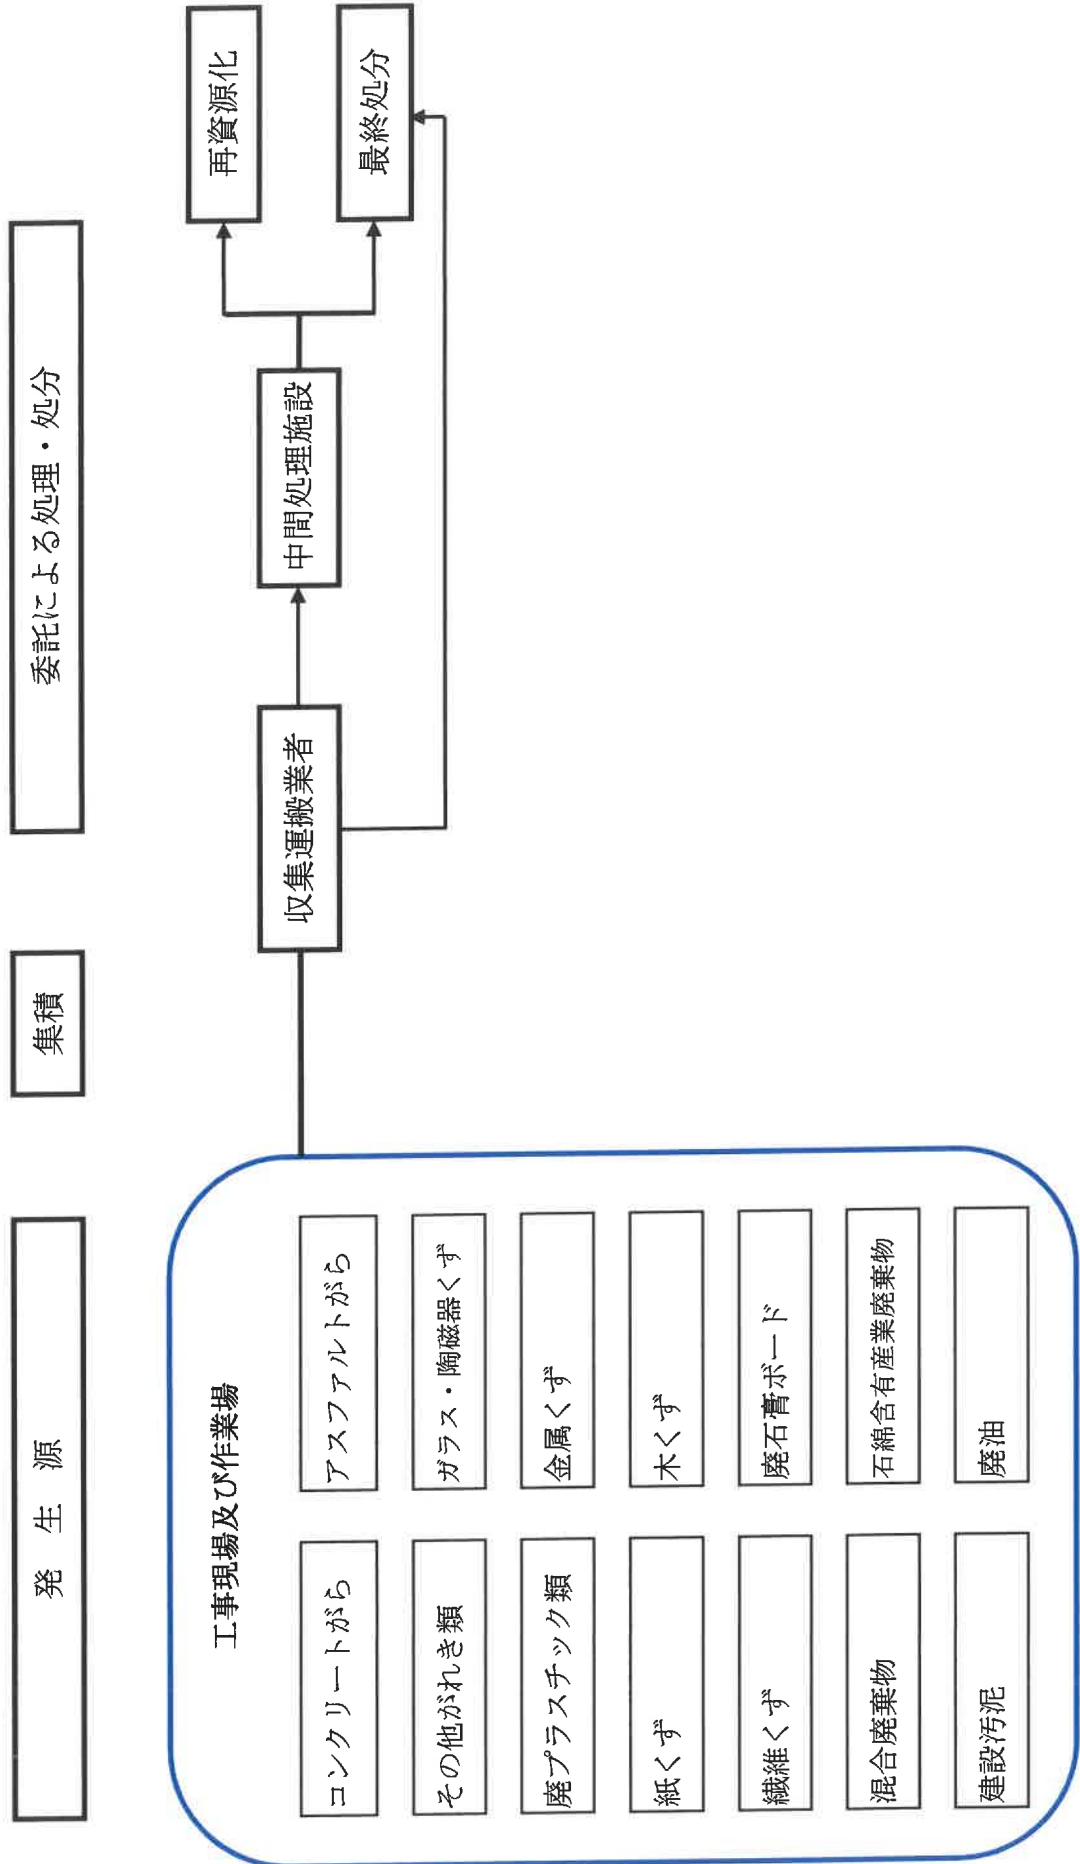 発 生 源
集積
委託による処理・処分
工事現場及び作業場
コンクリートがら
アスファルトがら
その他がれき類
ガラス・陶磁器くず
廃プラスチック類
金属くず
紙くず
木くず
繊維くず
廃石膏ボード
混合廃棄物
石綿含有産業廃棄物
建設汚泥
廃油
収集運搬業者
中間処理施設
再資源化
最終処分